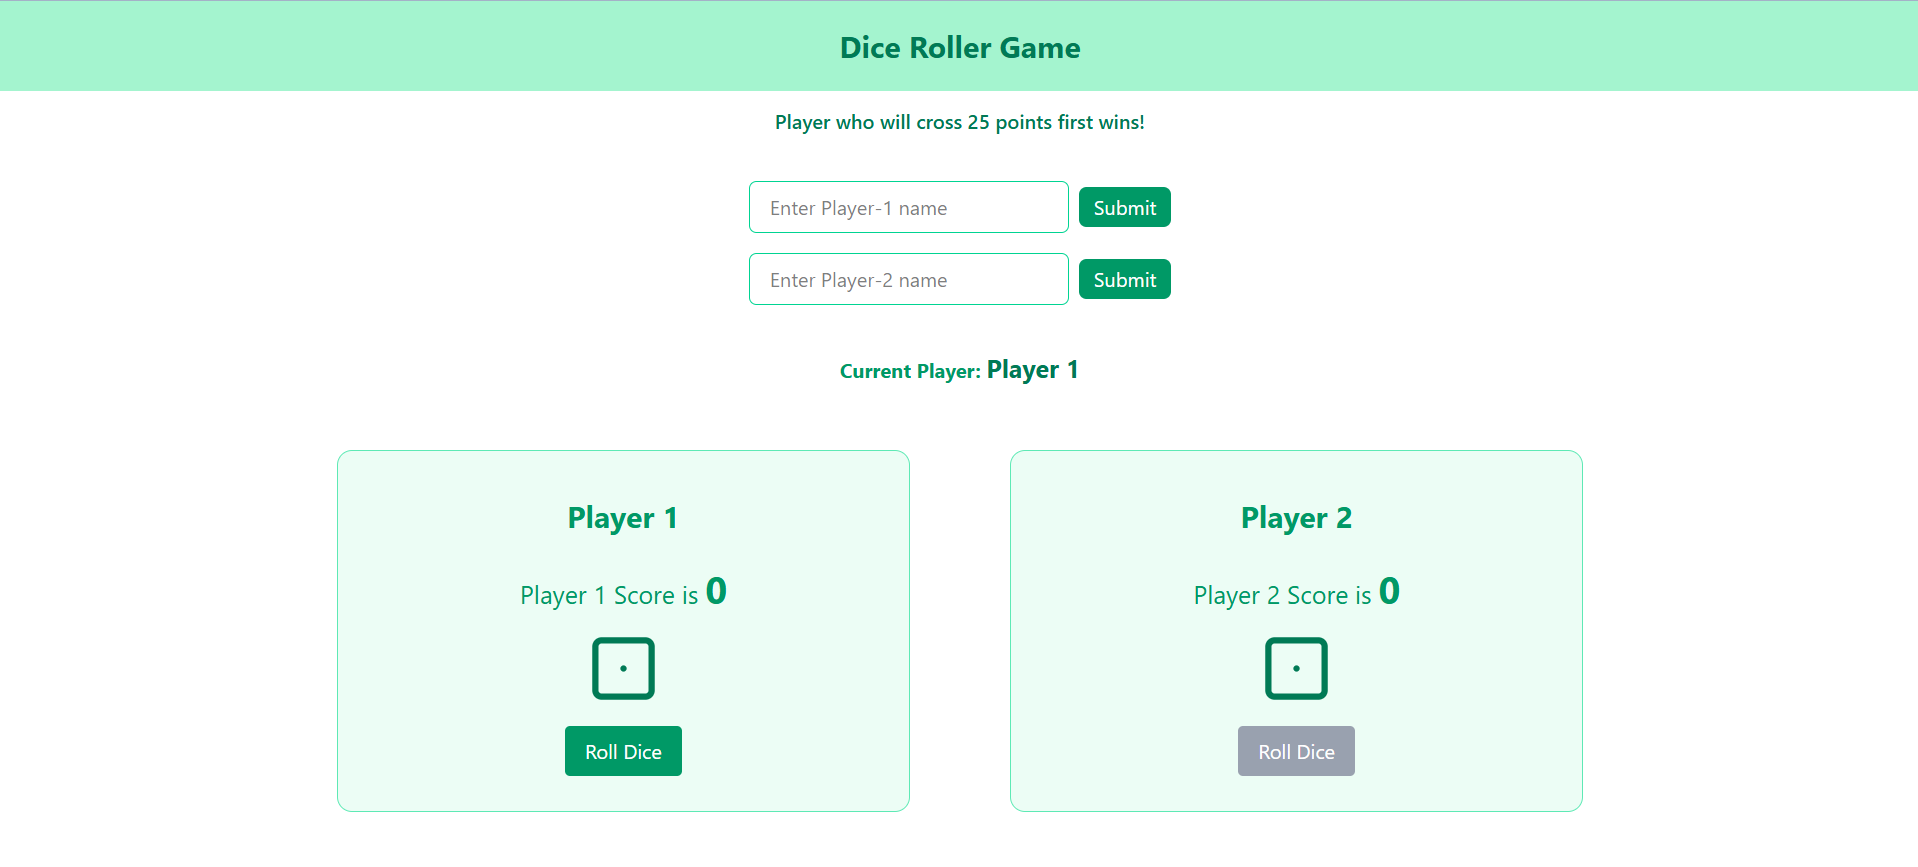 Dice Roller Game
Player who will cross 25 points first wins!
Enter Player-1 name Submit
Enter Player-2 name Submit
Current Player: Player 1
Player 1
Player 1 Score is 0
Roll Dice
Player 2
Player 2 Score is 0
Roll Dice